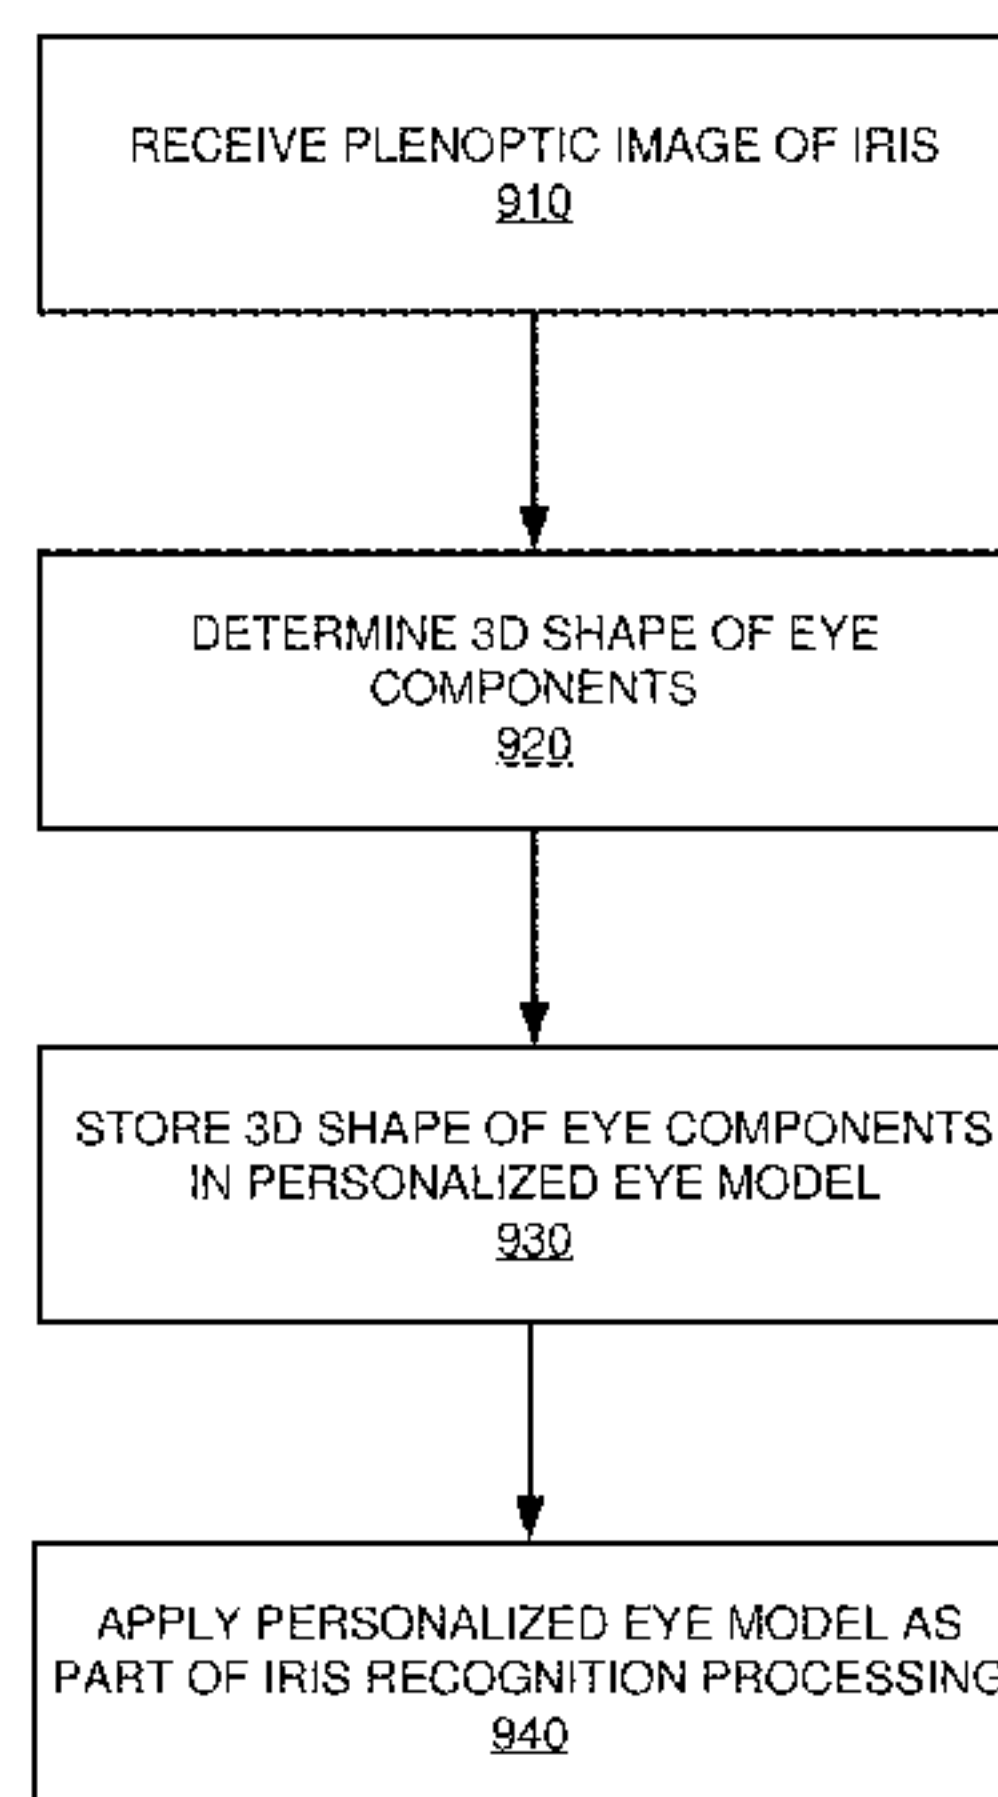 RECEIVE PLENOPTIC IMAGE OF IRIS
910
DETERMINE 3D SHAPE OF EYE
COMPONENTS
920
STORE 3D SHAPE OF EYE COMPONENTS
IN PERSONALIZED EYE MODEL
930
APPLY PERSONALIZED EYE MODEL AS
PART OF IRIS RECOGNITION PROCESSING
940